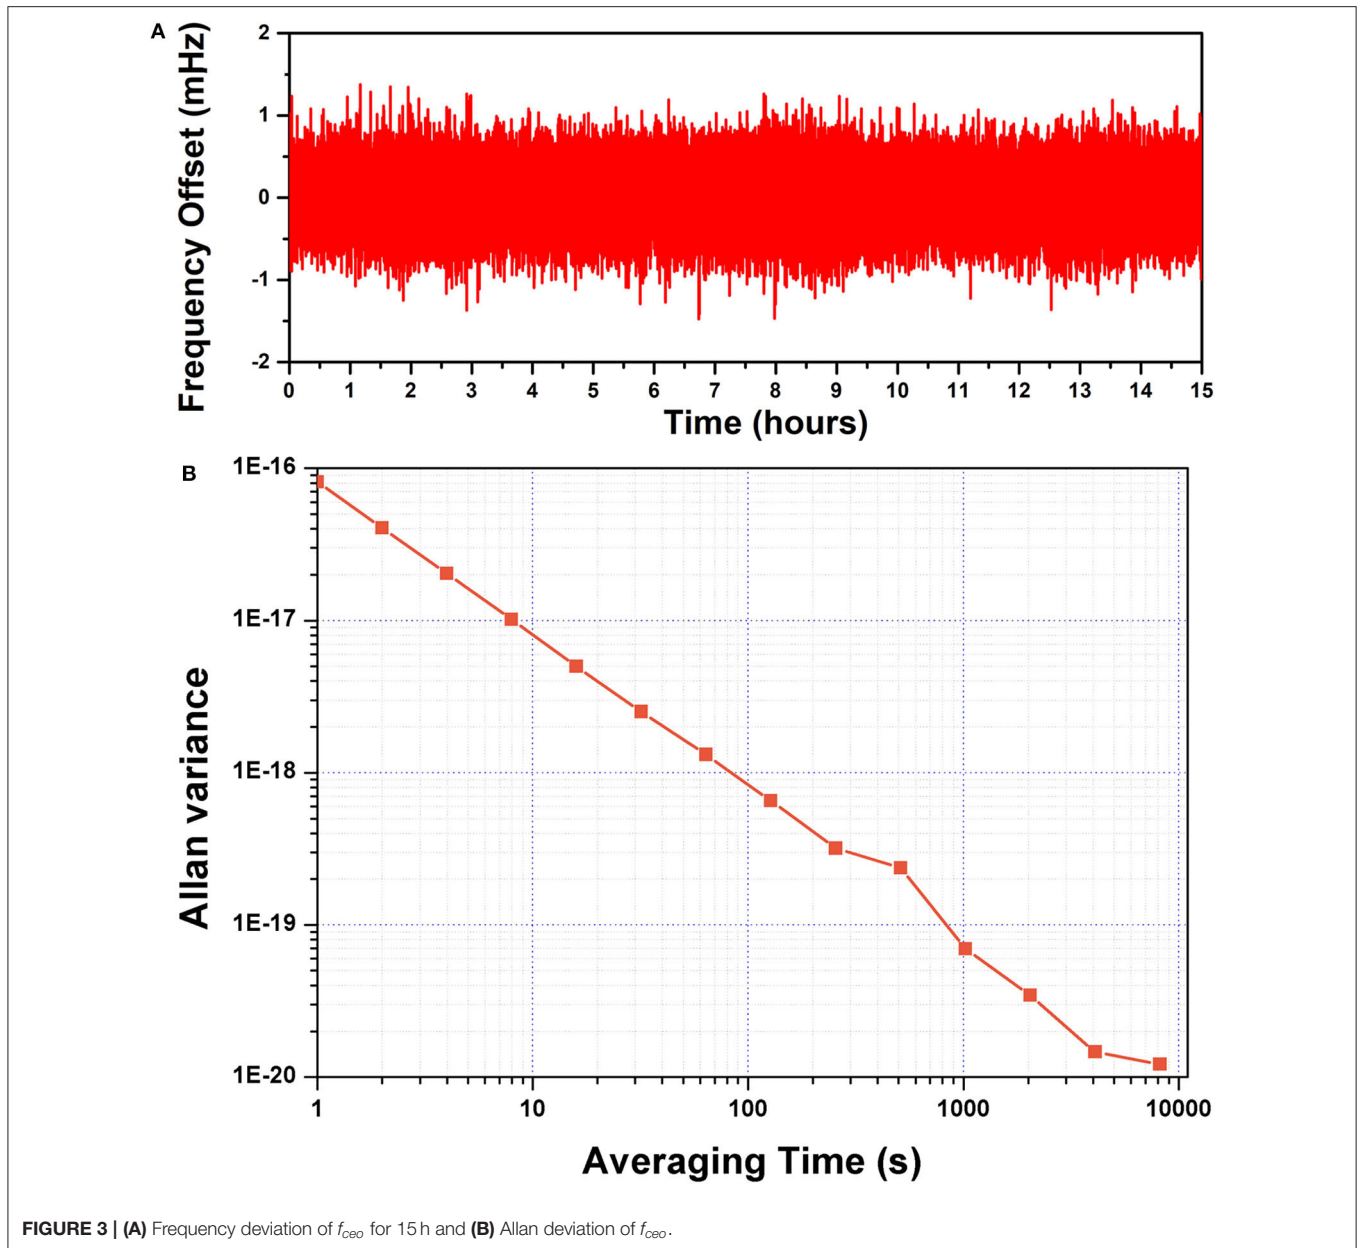 A
Frequency Offset (mHz)
2
1
0
-1
-2
0 1 2 3 4 5 6 7 8 9 10 11 12 13 14 15
Time (hours)
B
Allan variance
1E-16
1E-17
1E-18
1E-19
1E-20
1 10 100 1000 10000
Averaging Time (s)
FIGURE 3 | (A) Frequency deviation of fceo for 15 h and (B) Allan deviation of fceo.